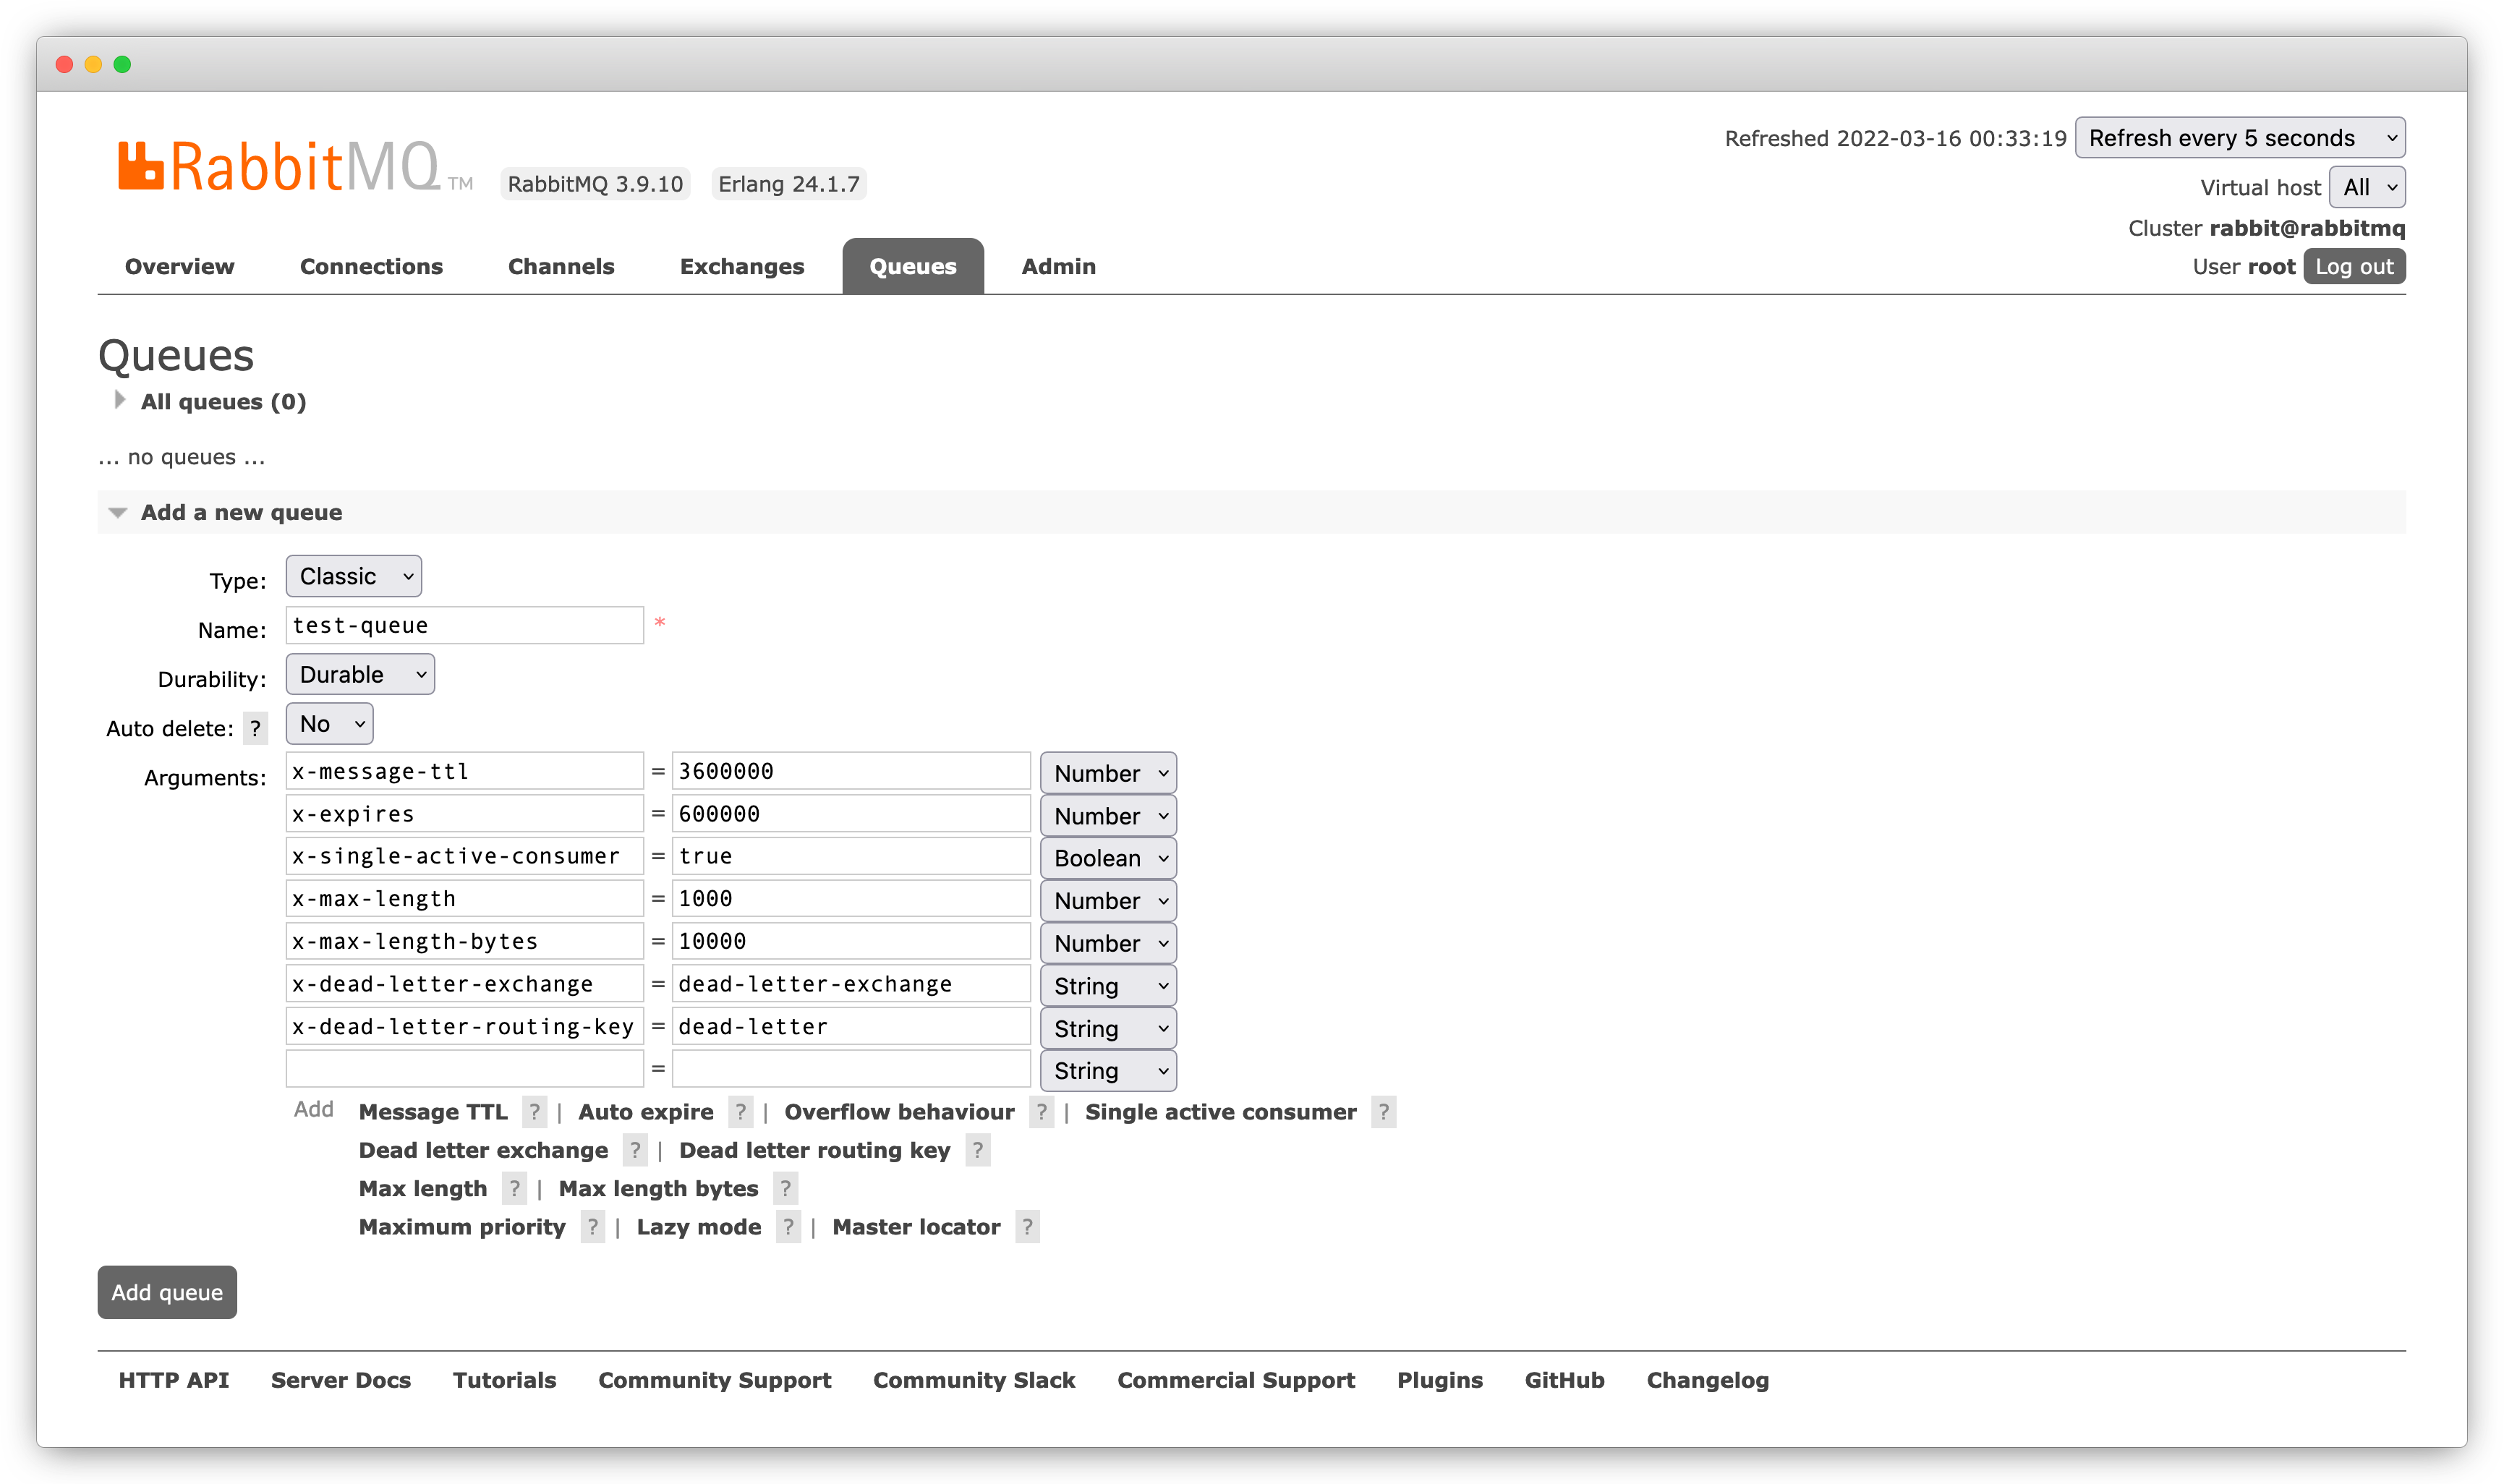 RabbitMQ TM RabbitMQ 3.9.10 Erlang 24.1.7
Refreshed 2022-03-16 00:33:19 Refresh every 5 seconds
Virtual host All
Cluster rabbit@rabbitmq
User root Log out
Overview Connections Channels Exchanges Queues Admin
Queues
All queues (0)
... no queues ...
Add a new queue
Type: Classic
Name: test-queue *
Durability: Durable
Auto delete: ? No
Arguments: x-message-ttl = 3600000 Number
x-expires = 600000 Number
x-single-active-consumer = true Boolean
x-max-length = 1000 Number
x-max-length-bytes = 10000 Number
x-dead-letter-exchange = dead-letter-exchange String
x-dead-letter-routing-key = dead-letter String
= String
Add Message TTL ? | Auto expire ? | Overflow behaviour ? | Single active consumer ?
Dead letter exchange ? | Dead letter routing key ?
Max length ? | Max length bytes ?
Maximum priority ? | Lazy mode ? | Master locator ?
Add queue
HTTP API Server Docs Tutorials Community Support Community Slack Commercial Support Plugins GitHub Changelog